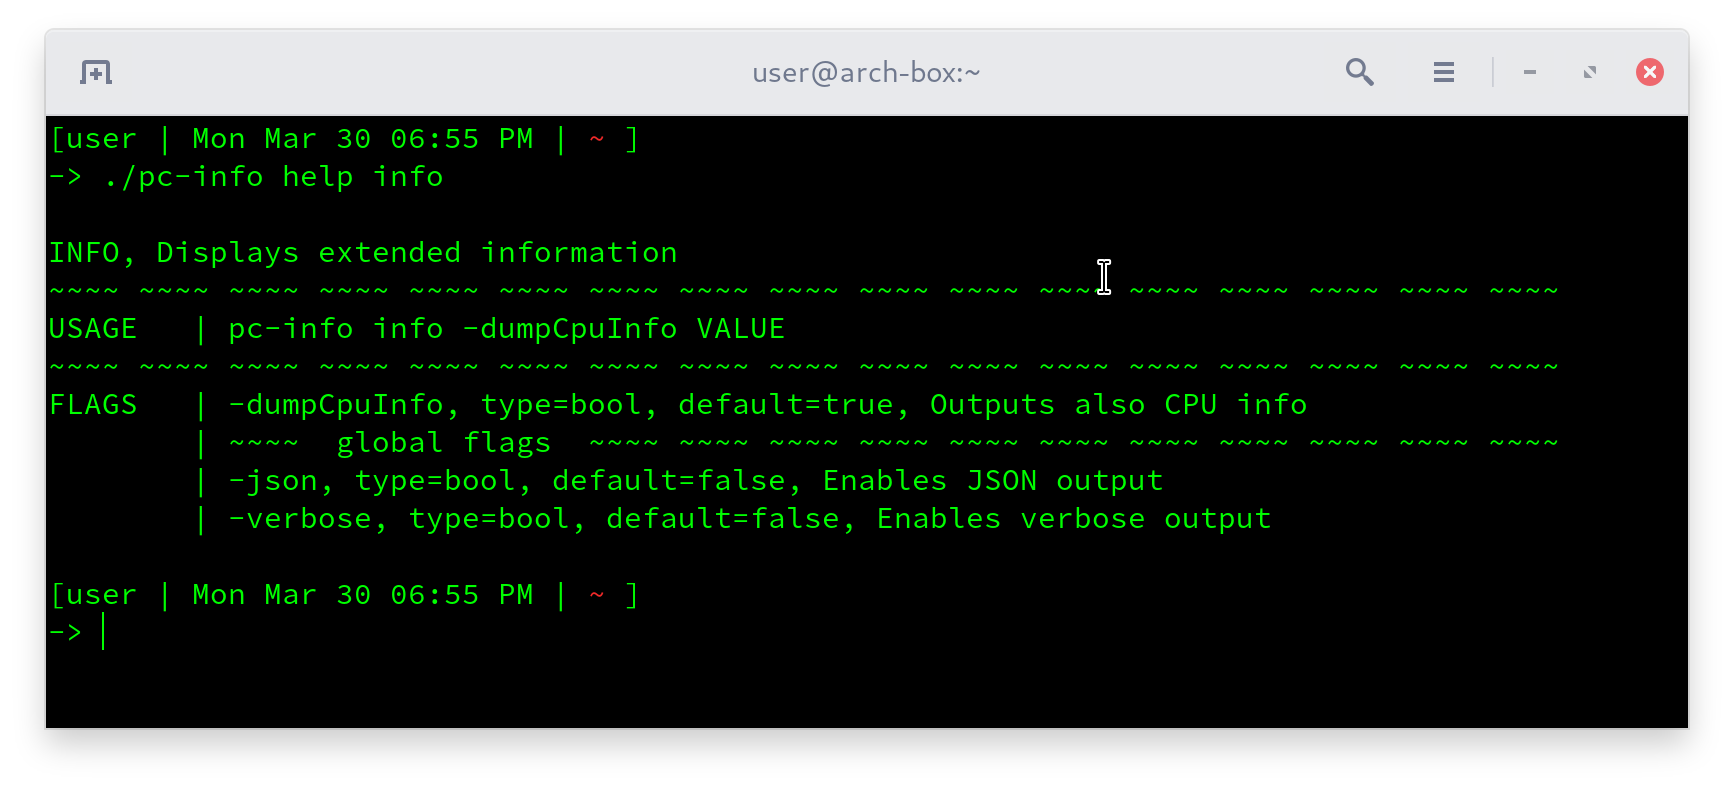 user@arch-box:~
[user | Mon Mar 30 06:55 PM | ~ ]
-> ./pc-info help info
INFO, Displays extended information
~~~~ ~~~~ ~~~~ ~~~~ ~~~~ ~~~~ ~~~~ ~~~~ ~~~~ ~~~~ ~~~~ ~~~~ ~~~~ ~~~~ ~~~~ ~~~~ ~~~~
USAGE   | pc-info info -dumpCpuInfo VALUE
~~~~ ~~~~ ~~~~ ~~~~ ~~~~ ~~~~ ~~~~ ~~~~ ~~~~ ~~~~ ~~~~ ~~~~ ~~~~ ~~~~ ~~~~ ~~~~ ~~~~
FLAGS   | -dumpCpuInfo, type=bool, default=true, Outputs also CPU info
        | ~~~~  global flags  ~~~~ ~~~~ ~~~~ ~~~~ ~~~~ ~~~~ ~~~~ ~~~~ ~~~~ ~~~~ ~~~~
        | -json, type=bool, default=false, Enables JSON output
        | -verbose, type=bool, default=false, Enables verbose output
[user | Mon Mar 30 06:55 PM | ~ ]
->